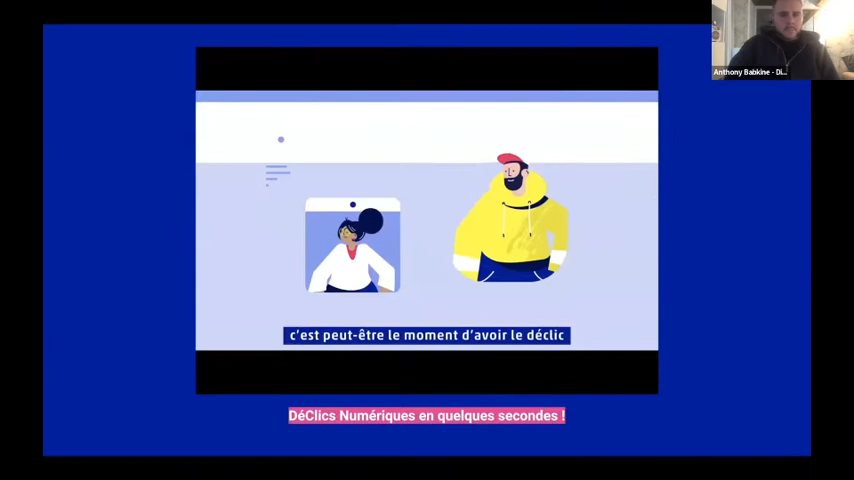 Anthony Babkine - Di...
c'est peut-être le moment d'avoir le déclic
DéClics Numériques en quelques secondes !